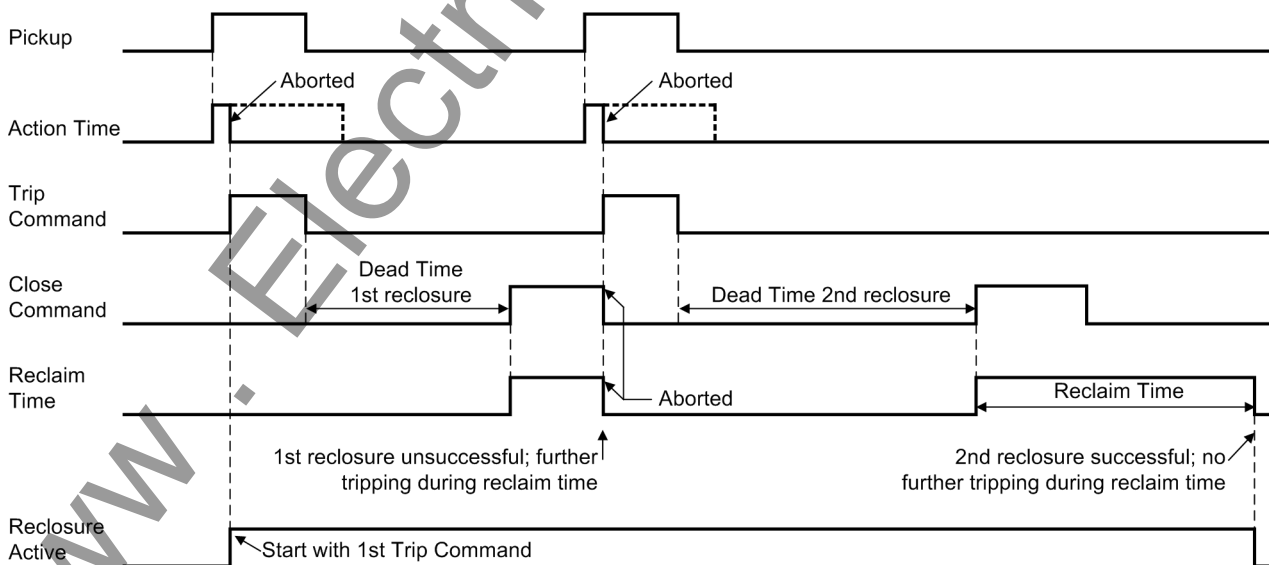 Pickup
Aborted
Aborted
Action Time
Trip
Command
Close
Command
Dead Time
1st reclosure
Dead Time 2nd reclosure
Reclaim
Time
Reclaim Time
Aborted
1st reclosure unsuccessful; further
tripping during reclaim time
2nd reclosure successful; no
further tripping during reclaim time
Reclosure
Active
Start with 1st Trip Command